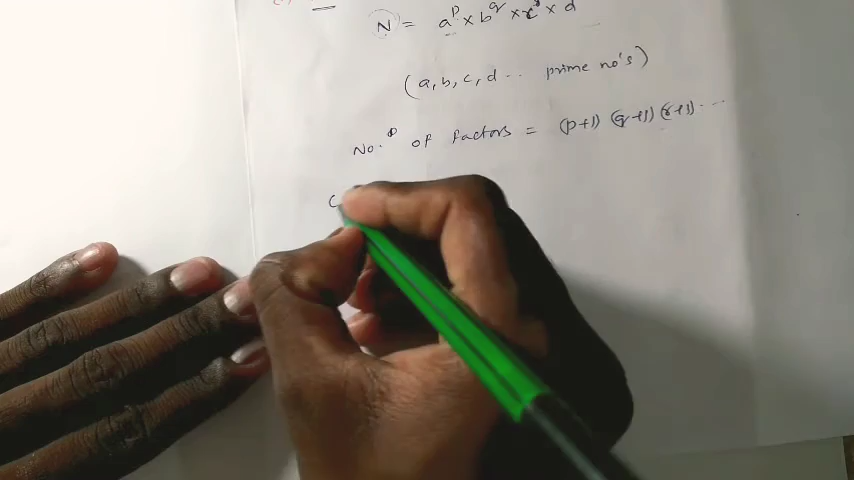 N = a^p × b^q × c^r × d
(a, b, c, d .. prime no's)
No. of factors = (p+1) (q+1) (r+1) ...